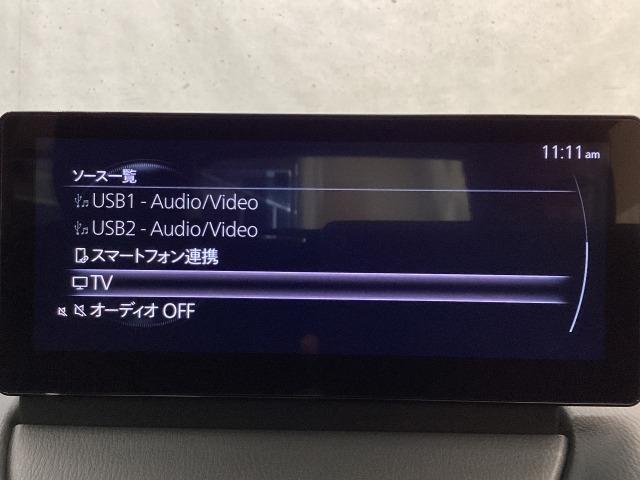 11:11 am
ソース一覧
USB1 - Audio/Video
USB2 - Audio/Video
スマートフォン連携
TV
オーディオ OFF